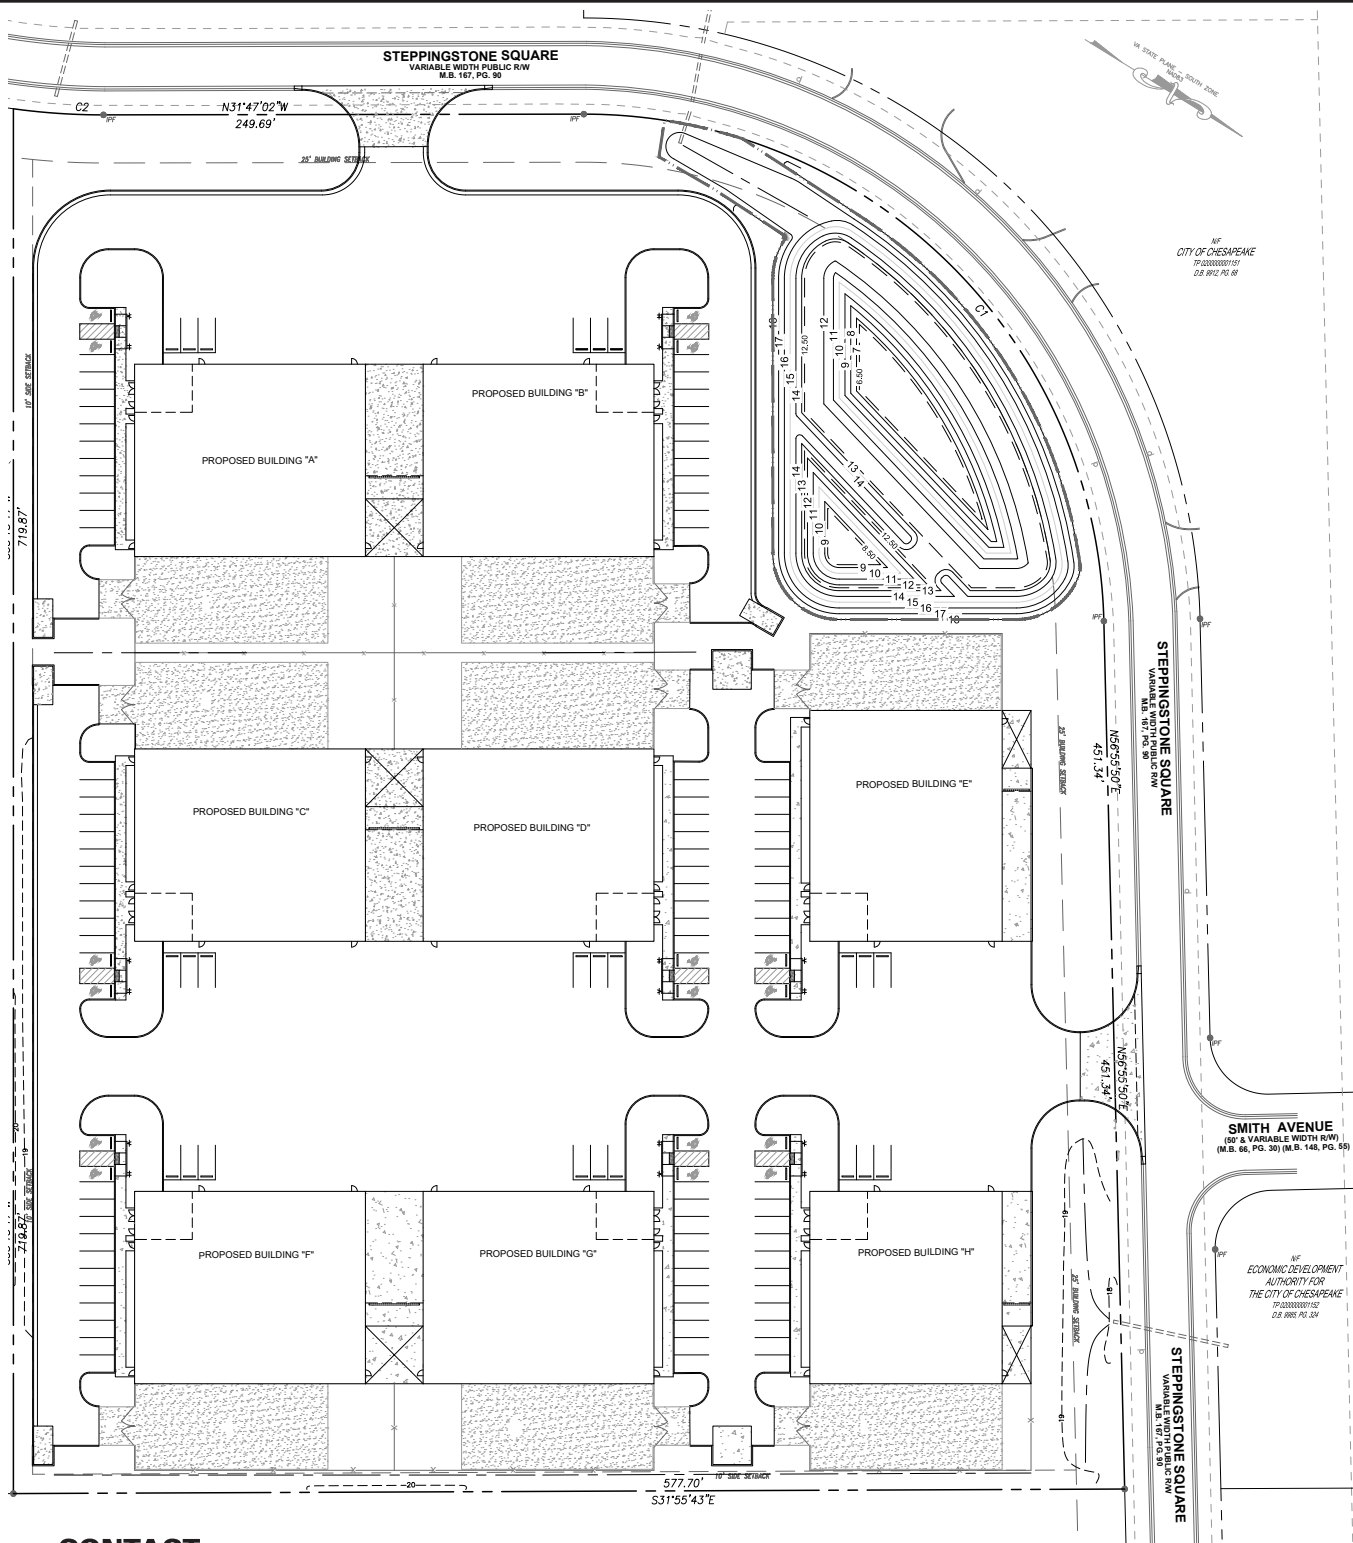 STEPPINGSTONE SQUARE
VARIABLE WIDTH PUBLIC R/W
M.B. 167, PG. 90
VA STATE PLANE - SOUTH ZONE
NAD83
C2
N31°47'02"W
249.69'
IPF
IPF
25' BUILDING SETBACK
N/F
CITY OF CHESAPEAKE
TP 0200000001151
D.B. 9912, PG. 68
C1
18
17
16
15
14
12.50
12
11
10
9
8
7
6.50
10' SIDE SETBACK
PROPOSED BUILDING "A"
PROPOSED BUILDING "B"
719.87'
14
13
12
11
10
9
13
14
12.50
6.50
9
10
11
12
13
14
15
16
17
18
IPF
IPF
STEPPINGSTONE SQUARE
VARIABLE WIDTH PUBLIC R/W
M.B. 167, PG. 90
N56°55'50"E
451.34'
25' BUILDING SETBACK
PROPOSED BUILDING "C"
PROPOSED BUILDING "D"
PROPOSED BUILDING "E"
IPF
N56°55'50"E
451.34'
SMITH AVENUE
(50' & VARIABLE WIDTH R/W)
(M.B. 66, PG. 30) (M.B. 148, PG. 55)
20
19
10' SIDE SETBACK
719.87'
19
PROPOSED BUILDING "F"
PROPOSED BUILDING "G"
PROPOSED BUILDING "H"
IPF
N/F
ECONOMIC DEVELOPMENT
AUTHORITY FOR
THE CITY OF CHESAPEAKE
TP 0200000001152
D.B. 9985, PG. 324
25' BUILDING SETBACK
18
19
STEPPINGSTONE SQUARE
VARIABLE WIDTH PUBLIC R/W
M.B. 167, PG. 90
10' SIDE SETBACK
20
577.70'
S31°55'43"E
CONTACT